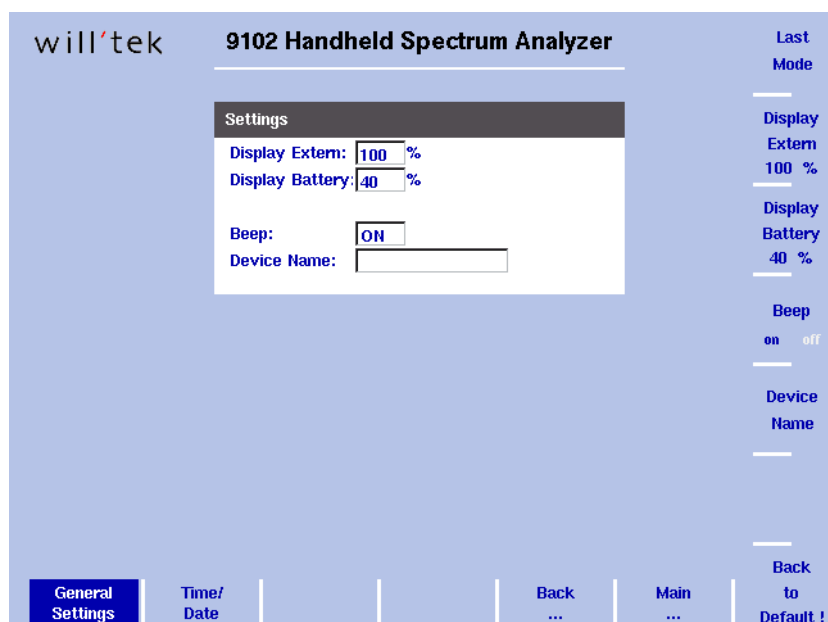 will'tek
9102 Handheld Spectrum Analyzer
Settings
Display Extern: 100 %
Display Battery: 40 %
Beep: ON
Device Name:
Last
Mode
Display
Extern
100 %
Display
Battery
40 %
Beep
on off
Device
Name
Back
to
Default !
General
Settings
Time/
Date
Back
...
Main
...